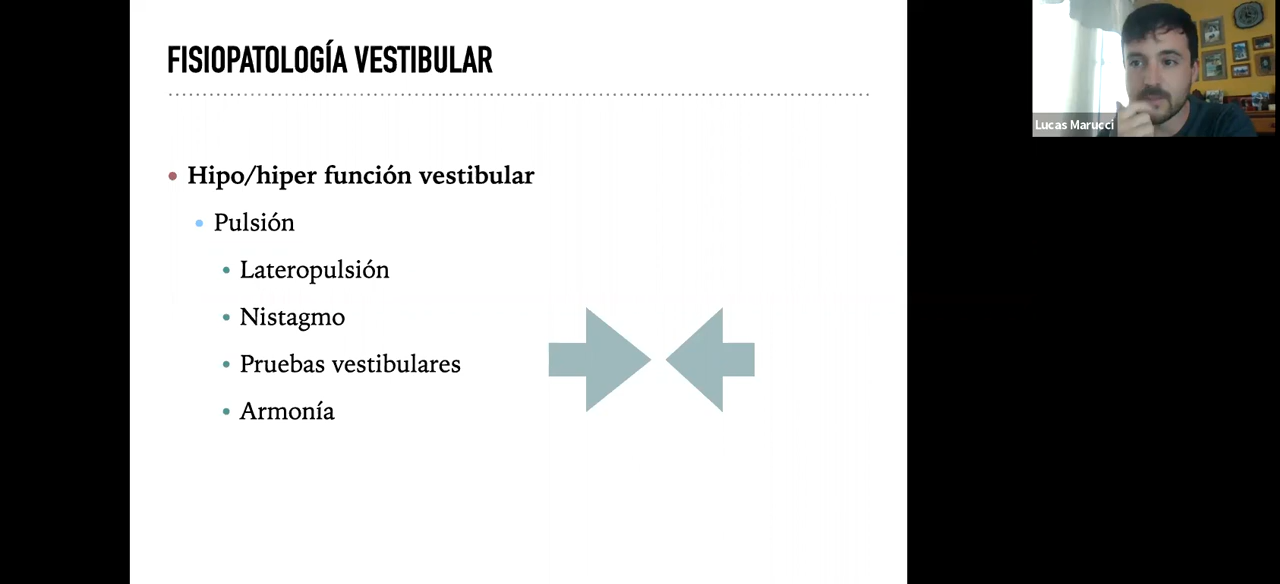 FISIOPATOLOGÍA VESTIBULAR
Hipo/hiper función vestibular
Pulsión
Lateropulsión
Nistagmo
Pruebas vestibulares
Armonía
Lucas Marucci